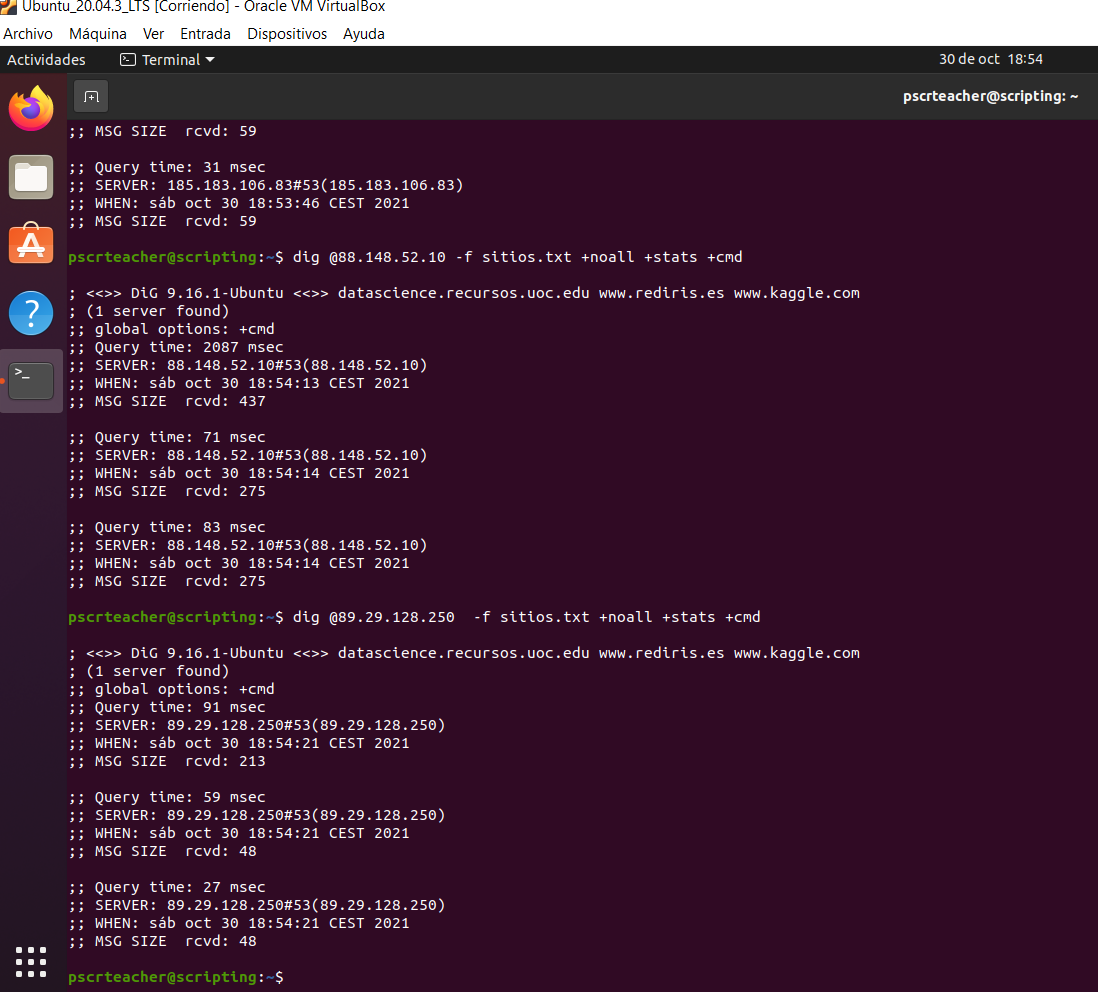 Ubuntu_20.04.3_LTS [Corriendo] - Oracle VM VirtualBox
Archivo Máquina Ver Entrada Dispositivos Ayuda
Actividades Terminal 30 de oct 18:54
pscrteacher@scripting: ~
;; MSG SIZE  rcvd: 59
;; Query time: 31 msec
;; SERVER: 185.183.106.83#53(185.183.106.83)
;; WHEN: sáb oct 30 18:53:46 CEST 2021
;; MSG SIZE  rcvd: 59
pscrteacher@scripting:~$ dig @88.148.52.10 -f sitios.txt +noall +stats +cmd
; <<>> DiG 9.16.1-Ubuntu <<>> datascience.recursos.uoc.edu www.rediris.es www.kaggle.com
; (1 server found)
;; global options: +cmd
;; Query time: 2087 msec
;; SERVER: 88.148.52.10#53(88.148.52.10)
;; WHEN: sáb oct 30 18:54:13 CEST 2021
;; MSG SIZE  rcvd: 437
;; Query time: 71 msec
;; SERVER: 88.148.52.10#53(88.148.52.10)
;; WHEN: sáb oct 30 18:54:14 CEST 2021
;; MSG SIZE  rcvd: 275
;; Query time: 83 msec
;; SERVER: 88.148.52.10#53(88.148.52.10)
;; WHEN: sáb oct 30 18:54:14 CEST 2021
;; MSG SIZE  rcvd: 275
pscrteacher@scripting:~$ dig @89.29.128.250  -f sitios.txt +noall +stats +cmd
; <<>> DiG 9.16.1-Ubuntu <<>> datascience.recursos.uoc.edu www.rediris.es www.kaggle.com
; (1 server found)
;; global options: +cmd
;; Query time: 91 msec
;; SERVER: 89.29.128.250#53(89.29.128.250)
;; WHEN: sáb oct 30 18:54:21 CEST 2021
;; MSG SIZE  rcvd: 213
;; Query time: 59 msec
;; SERVER: 89.29.128.250#53(89.29.128.250)
;; WHEN: sáb oct 30 18:54:21 CEST 2021
;; MSG SIZE  rcvd: 48
;; Query time: 27 msec
;; SERVER: 89.29.128.250#53(89.29.128.250)
;; WHEN: sáb oct 30 18:54:21 CEST 2021
;; MSG SIZE  rcvd: 48
pscrteacher@scripting:~$